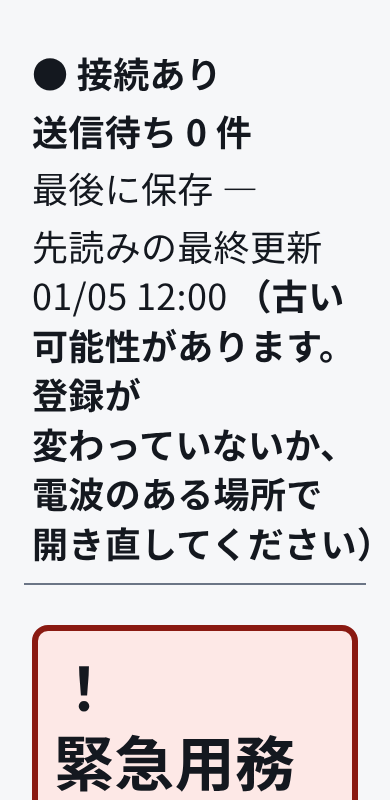 ● 接続あり
送信待ち 0 件
最後に保存 —
先読みの最終更新
01/05 12:00 （古い
可能性があります。
登録が
変わっていないか、
電波のある場所で
開き直してください）
！
緊急用務